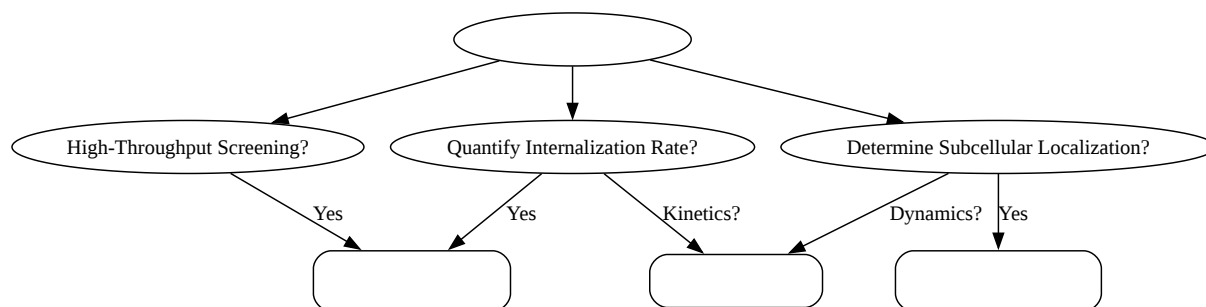 High-Throughput Screening?
Quantify Internalization Rate?
Determine Subcellular Localization?
Yes
Yes
Kinetics?
Dynamics?
Yes